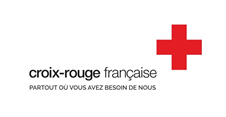 croix-rouge française
PARTOUT OÙ VOUS AVEZ BESOIN DE NOUS